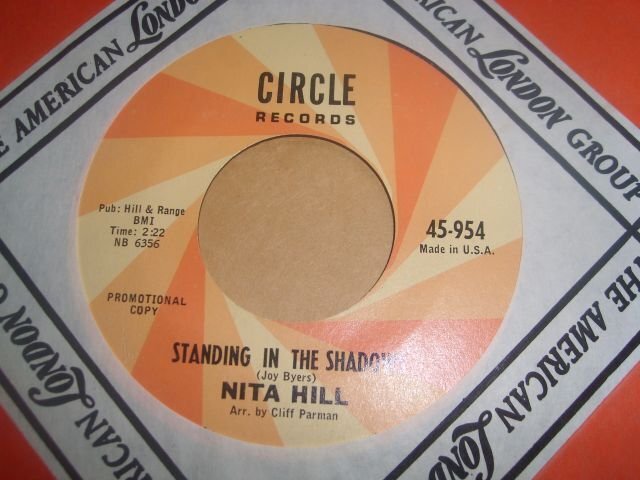 CIRCLE
RECORDS
Pub: Hill & Range
BMI
Time: 2:22
NB 6356
45-954
Made in U.S.A.
PROMOTIONAL
COPY
STANDING IN THE
(Joy Byers)
NITA HILL
Arr. by Cliff Parman
E AMERICAN LONDON
AMERICAN LONDON GROUP
THE AMERICAN LONDON
AMERICAN LONDON G